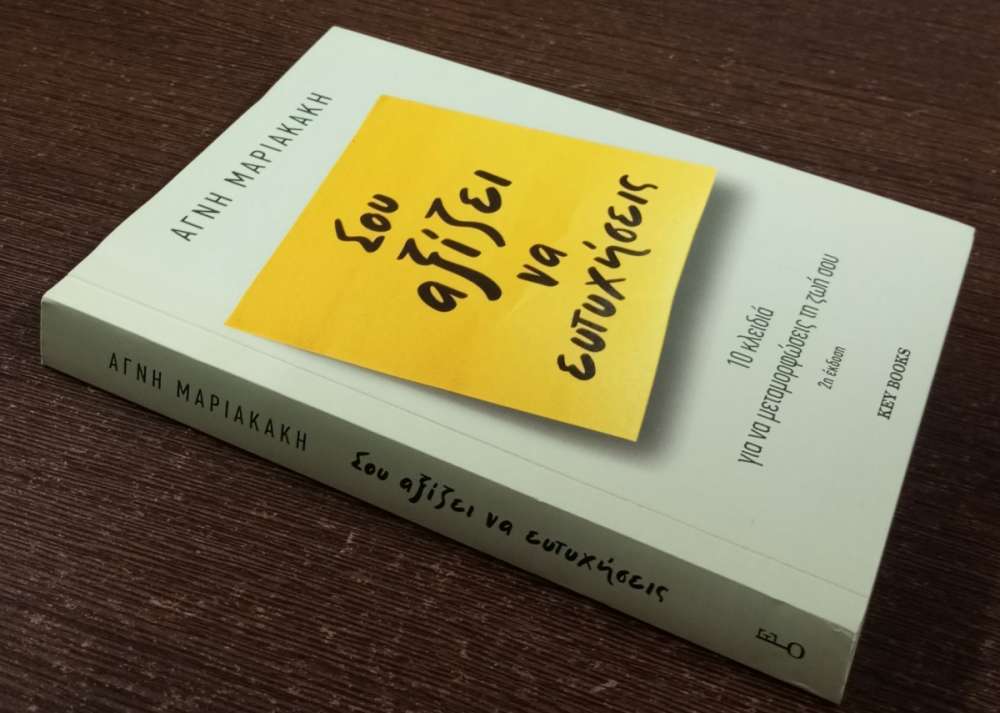 ΑΓΝΗ ΜΑΡΙΑΚΑΚΗ
Σου
αξίζει
να
ευτυχήσεις
10 κλειδιά
για να μεταμορφώσεις τη ζωή σου
2η έκδοση
KEY BOOKS
ΑΓΝΗ ΜΑΡΙΑΚΑΚΗ Σου αξίζει να ευτυχήσεις